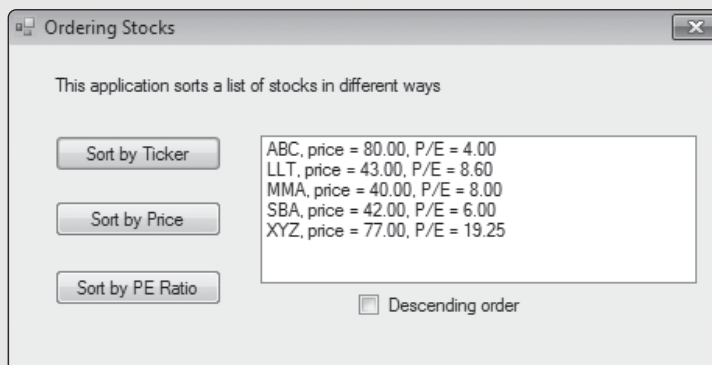 Ordering Stocks
This application sorts a list of stocks in different ways
Sort by Ticker
Sort by Price
Sort by PE Ratio
ABC, price = 80.00, P/E = 4.00
LLT, price = 43.00, P/E = 8.60
MMA, price = 40.00, P/E = 8.00
SBA, price = 42.00, P/E = 6.00
XYZ, price = 77.00, P/E = 19.25
Descending order